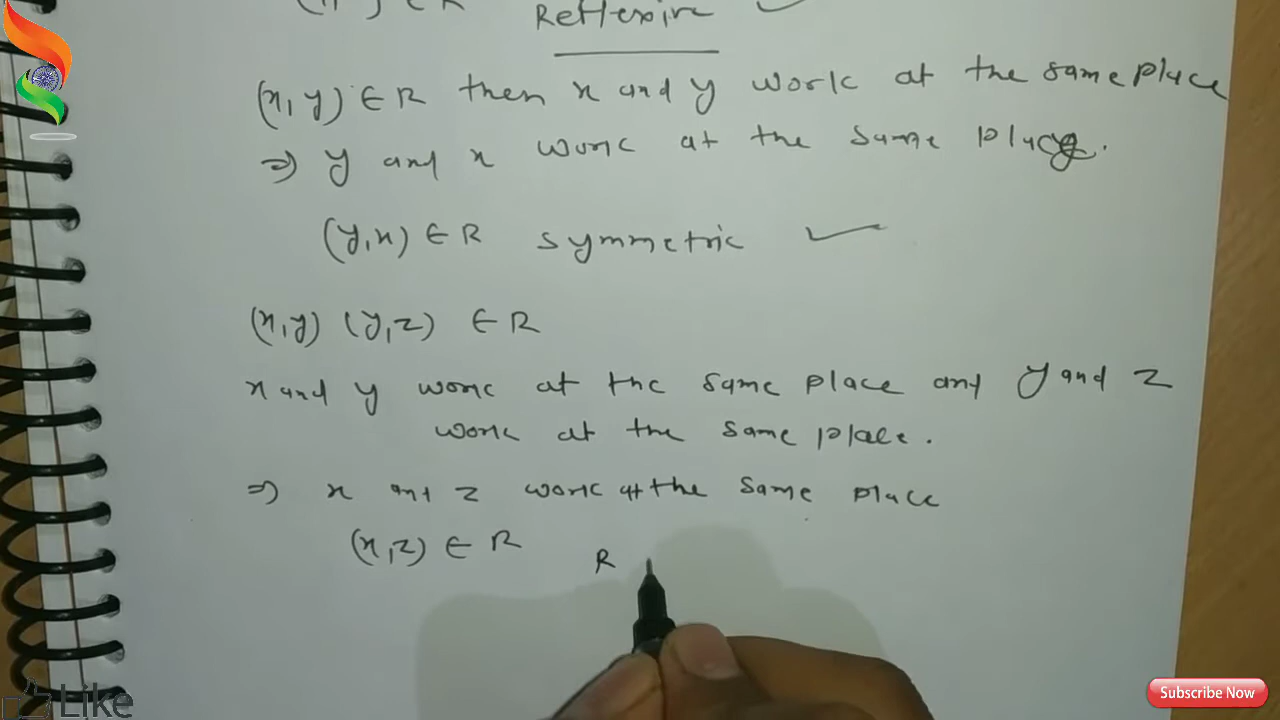 Reflexive
(x, y) ∈ R then x and y work at the same place
⇒ y and x work at the same place.
(y, x) ∈ R symmetric ✓
(x, y) (y, z) ∈ R
x and y work at the same place and y and z
work at the same place.
⇒ x and z work at the same place
(x, z) ∈ R R
Like
Subscribe Now